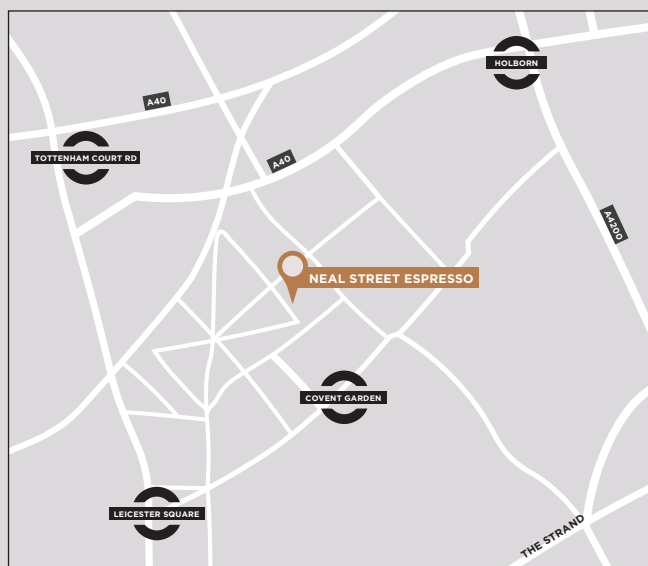 HOLBORN
A40
TOTTENHAM COURT RD
A40
A4200
NEAL STREET ESPRESSO
COVENT GARDEN
LEICESTER SQUARE
THE STRAND